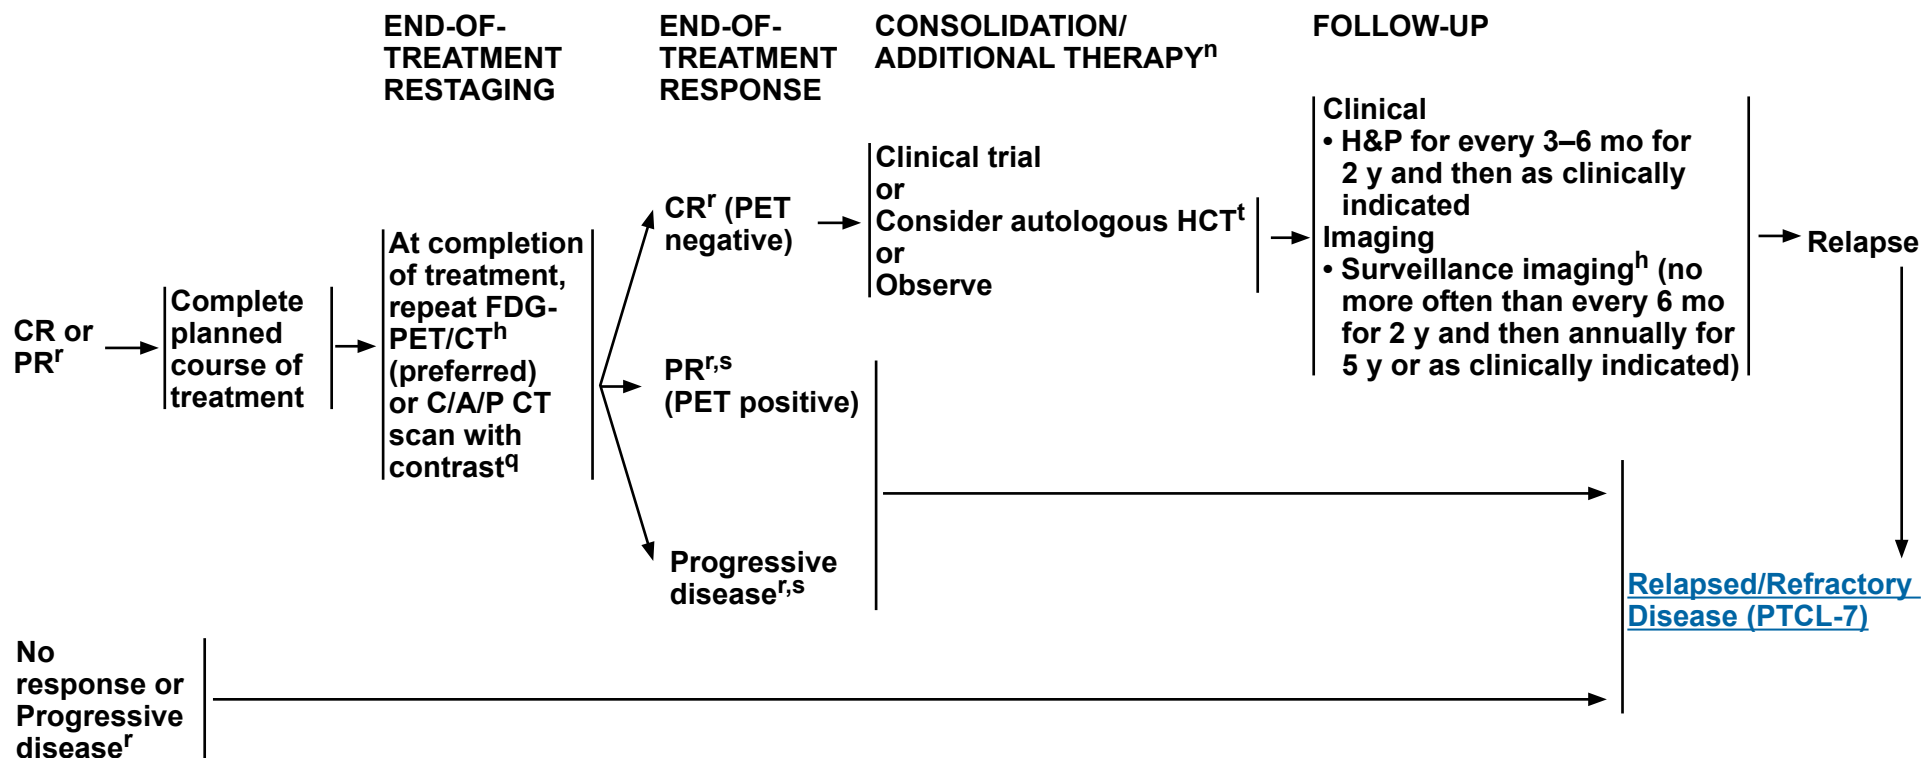 END-OF-
TREATMENT
RESTAGING
END-OF-
TREATMENT
RESPONSE
CONSOLIDATION/
ADDITIONAL THERAPYⁿ
FOLLOW-UP
CR or
PRʳ
Complete
planned
course of
treatment
At completion
of treatment,
repeat FDG-
PET/CTʰ
(preferred)
or C/A/P CT
scan with
contrast^q
CRʳ (PET
negative)
PRʳ,ˢ
(PET positive)
Progressive
diseaseʳ,ˢ
Clinical trial
or
Consider autologous HCTᵗ
or
Observe
Clinical
• H&P for every 3–6 mo for
2 y and then as clinically
indicated
Imaging
• Surveillance imagingʰ (no
more often than every 6 mo
for 2 y and then annually for
5 y or as clinically indicated)
Relapse
Relapsed/Refractory
Disease (PTCL-7)
No
response or
Progressive
diseaseʳ